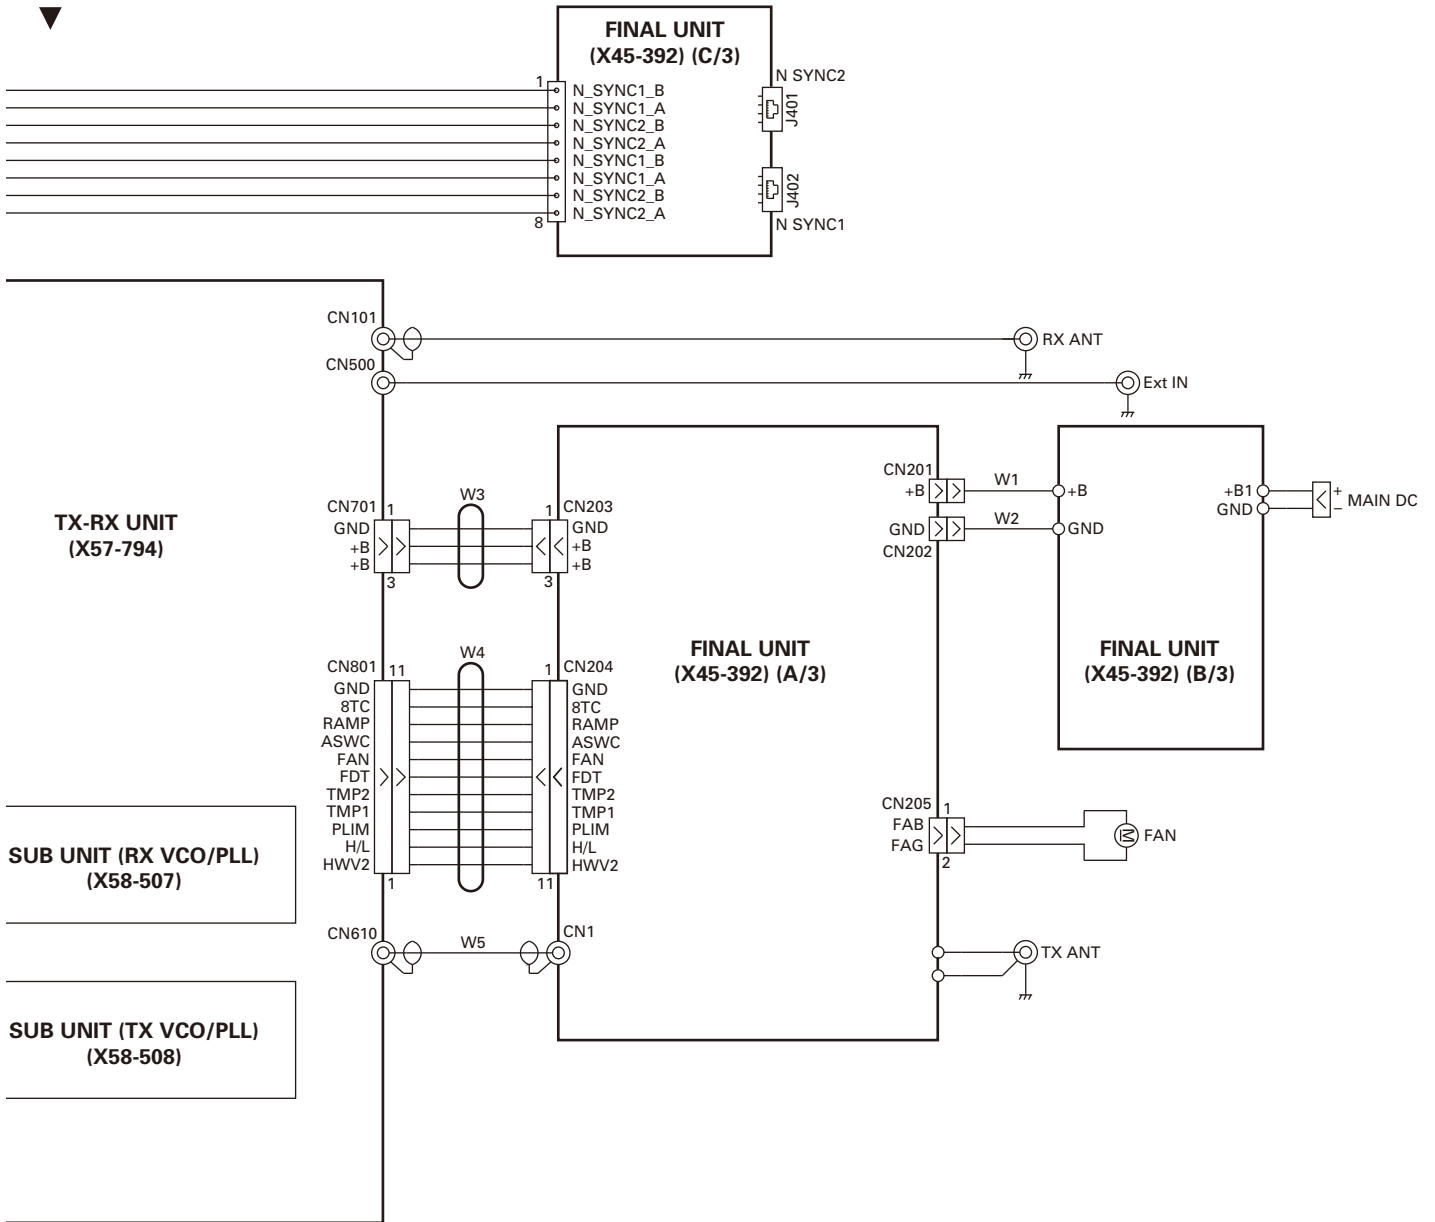 FINAL UNIT
(X45-392) (C/3)
N SYNC2
1
N_SYNC1_B
N_SYNC1_A
N_SYNC2_B
N_SYNC2_A
N_SYNC1_B
N_SYNC1_A
N_SYNC2_B
N_SYNC2_A
8
J401
J402
N SYNC1
CN101
RX ANT
CN500
Ext IN
TX-RX UNIT
(X57-794)
CN701
1
GND
+B
+B
3
W3
1
CN203
GND
+B
+B
3
CN201
+B
W1
+B
GND
W2
GND
CN202
+B1
GND
+
−
MAIN DC
FINAL UNIT
(X45-392) (A/3)
FINAL UNIT
(X45-392) (B/3)
CN801
11
GND
8TC
RAMP
ASWC
FAN
FDT
TMP2
TMP1
PLIM
H/L
HWV2
1
W4
1
CN204
GND
8TC
RAMP
ASWC
FAN
FDT
TMP2
TMP1
PLIM
H/L
HWV2
11
CN205
1
FAB
FAG
2
M
FAN
SUB UNIT (RX VCO/PLL)
(X58-507)
CN610
W5
CN1
TX ANT
SUB UNIT (TX VCO/PLL)
(X58-508)